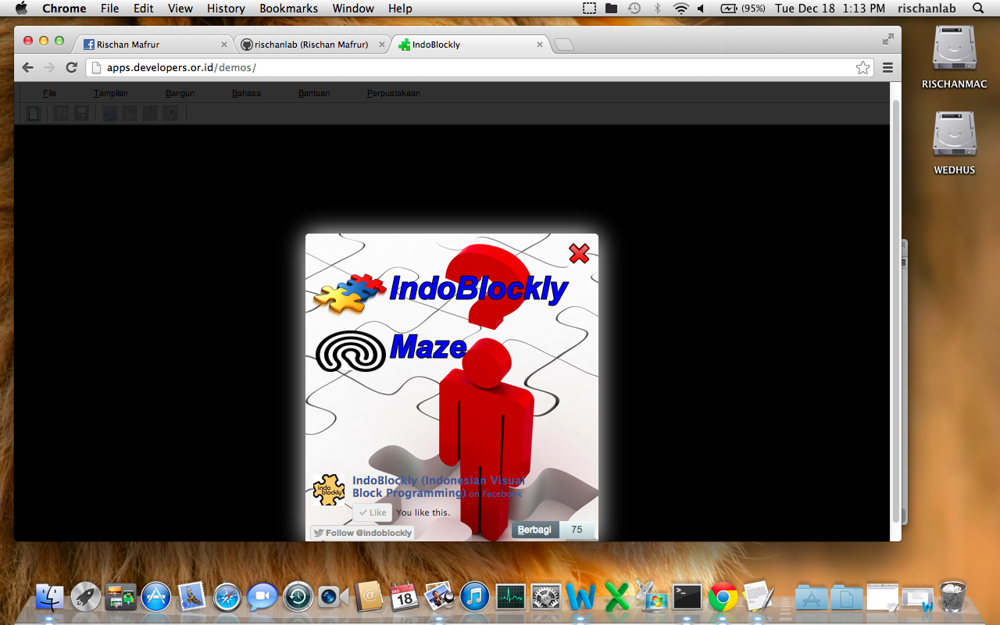 Chrome File Edit View History Bookmarks Window Help (95%) Tue Dec 18 1:13 PM rischanlab
Rischan Mafrur rischanlab (Rischan Mafrur) IndoBlockly
apps.developers.or.id/demos/
File Tampilan Bangun Bahasa Bantuan Perpustakaan
RISCHANMAC
WEDHUS
IndoBlockly
Maze
indo
blockly
IndoBlockly (Indonesian Visual
Block Programming) on Facebook
Like You like this.
Follow @indoblockly
Berbagi 75
DEC
18